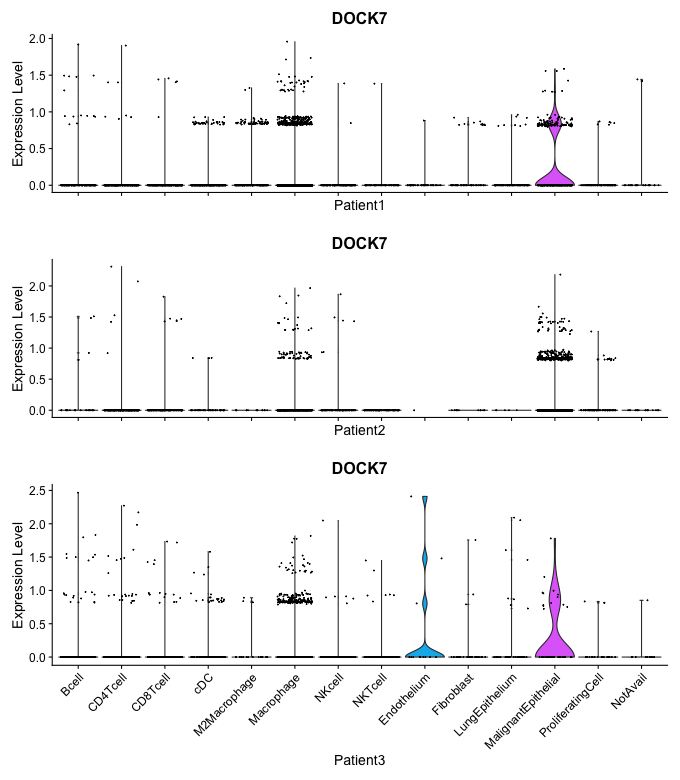 DOCK7
Expression Level
2.0
1.5
1.0
0.5
0.0
Patient1
DOCK7
Expression Level
2.0
1.5
1.0
0.5
0.0
Patient2
DOCK7
Expression Level
2.5
2.0
1.5
1.0
0.5
0.0
Bcell
CD4Tcell
CD8Tcell
cDC
M2Macrophage
Macrophage
NKcell
NKTcell
Endothelium
Fibroblast
LungEpithelium
MalignantEpithelial
ProliferatingCell
NotAvail
Patient3